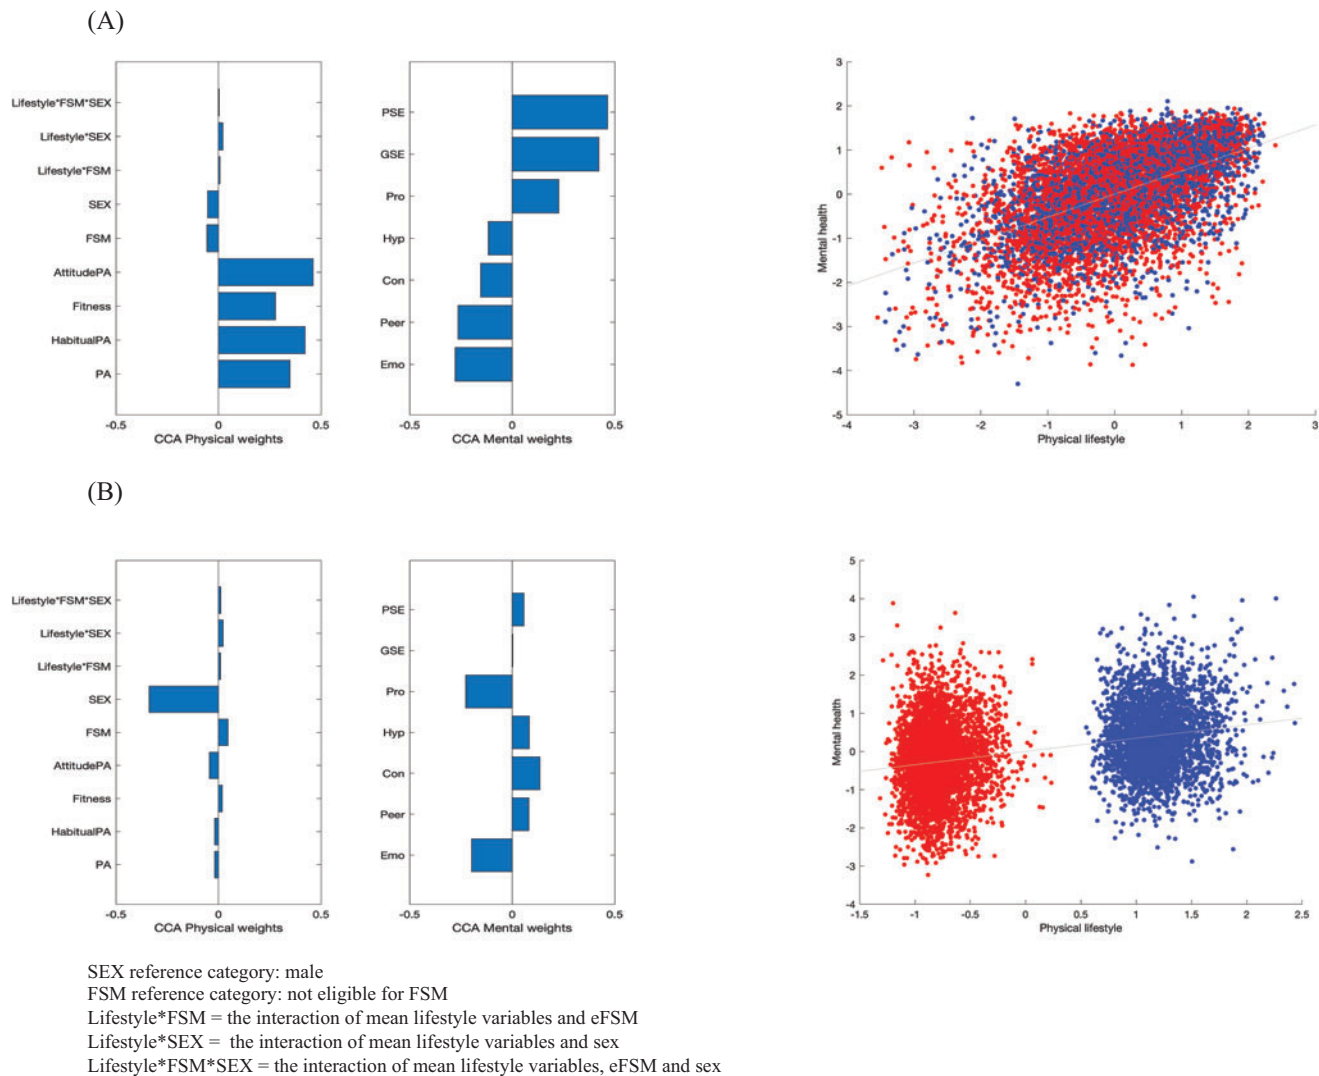 (A)
Lifestyle*FSM*SEX
Lifestyle*SEX
Lifestyle*FSM
SEX
FSM
AttitudePA
Fitness
HabitualPA
PA
-0.5 0 0.5
CCA Physical weights
PSE
GSE
Pro
Hyp
Con
Peer
Emo
-0.5 0 0.5
CCA Mental weights
3
2
1
0
-1
-2
-3
-4
-5
Mental health
-4 -3 -2 -1 0 1 2 3
Physical lifestyle
(B)
Lifestyle*FSM*SEX
Lifestyle*SEX
Lifestyle*FSM
SEX
FSM
AttitudePA
Fitness
HabitualPA
PA
-0.5 0 0.5
CCA Physical weights
PSE
GSE
Pro
Hyp
Con
Peer
Emo
-0.5 0 0.5
CCA Mental weights
5
4
3
2
1
0
-1
-2
-3
-4
Mental health
-1.5 -1 -0.5 0 0.5 1 1.5 2 2.5
Physical lifestyle
SEX reference category: male
FSM reference category: not eligible for FSM
Lifestyle*FSM = the interaction of mean lifestyle variables and eFSM
Lifestyle*SEX = the interaction of mean lifestyle variables and sex
Lifestyle*FSM*SEX = the interaction of mean lifestyle variables, eFSM and sex